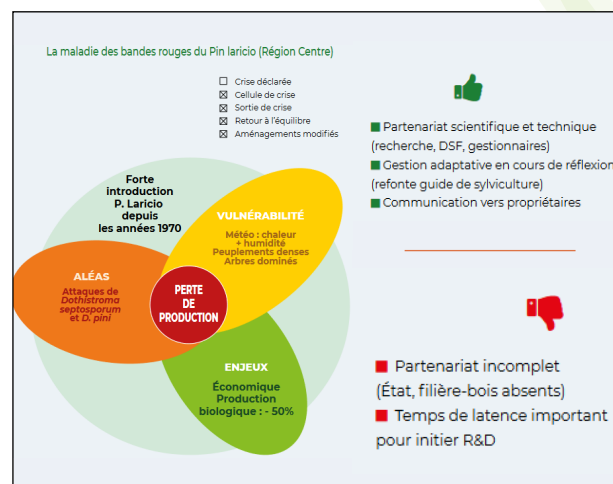 La maladie des bandes rouges du Pin laricio (Région Centre)
☐ Crise déclarée
☒ Cellule de crise
☒ Sortie de crise
☒ Retour à l'équilibre
☒ Aménagements modifiés
Forte
introduction
P. Laricio
depuis
les années 1970
VULNÉRABILITÉ
Météo : chaleur
+ humidité
Peuplements denses
Arbres dominés
ALÉAS
Attaques de
Dothistroma
septosporum
et D. pini
PERTE
DE
PRODUCTION
ENJEUX
Économique
Production
biologique : - 50%
■ Partenariat scientifique et technique
(recherche, DSF, gestionnaires)
■ Gestion adaptative en cours de réflexion
(refonte guide de sylviculture)
■ Communication vers propriétaires
■ Partenariat incomplet
(État, filière-bois absents)
■ Temps de latence important
pour initier R&D